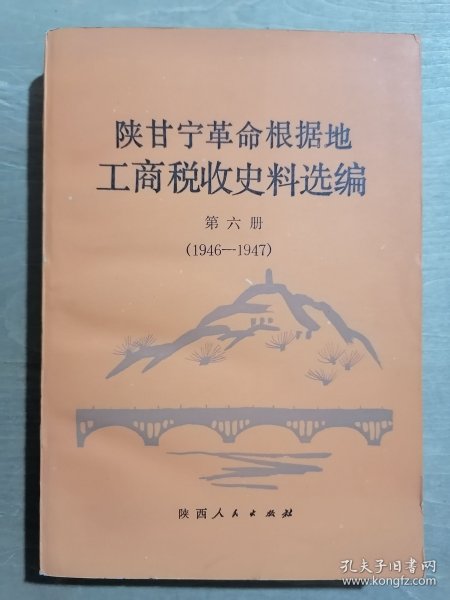 陕甘宁革命根据地
工商税收史料选编
第六册
(1946—1947)
陕西人民出版社
孔夫子旧书网
www.kongfz.com